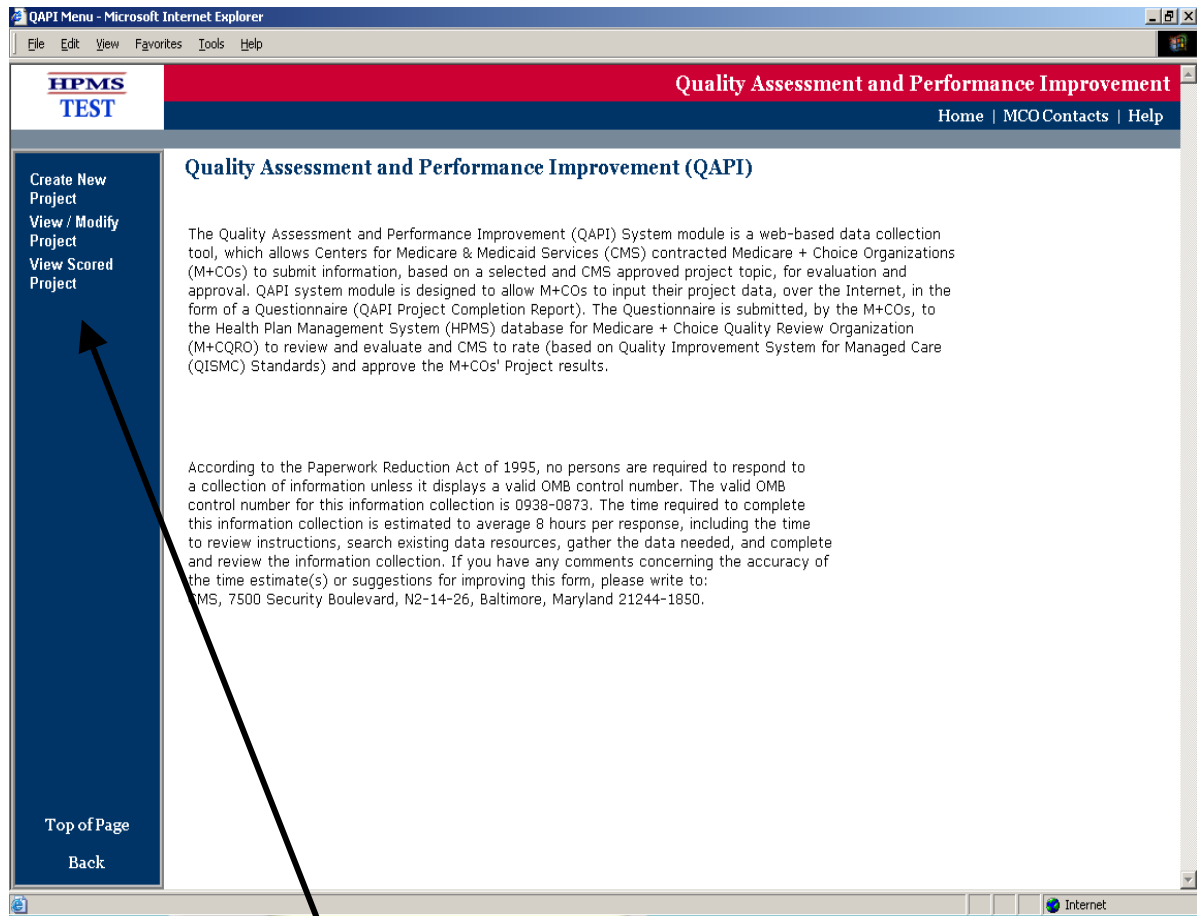 QAPI Menu - Microsoft Internet Explorer
File Edit View Favorites Tools Help
HPMS
TEST
Quality Assessment and Performance Improvement
Home | MCO Contacts | Help
Create New
Project
View / Modify
Project
View Scored
Project
Quality Assessment and Performance Improvement (QAPI)
The Quality Assessment and Performance Improvement (QAPI) System module is a web-based data collection
tool, which allows Centers for Medicare & Medicaid Services (CMS) contracted Medicare + Choice Organizations
(M+COs) to submit information, based on a selected and CMS approved project topic, for evaluation and
approval. QAPI system module is designed to allow M+COs to input their project data, over the Internet, in the
form of a Questionnaire (QAPI Project Completion Report). The Questionnaire is submitted, by the M+COs, to
the Health Plan Management System (HPMS) database for Medicare + Choice Quality Review Organization
(M+CQRO) to review and evaluate and CMS to rate (based on Quality Improvement System for Managed Care
(QISMC) Standards) and approve the M+COs' Project results.
According to the Paperwork Reduction Act of 1995, no persons are required to respond to
a collection of information unless it displays a valid OMB control number. The valid OMB
control number for this information collection is 0938-0873. The time required to complete
this information collection is estimated to average 8 hours per response, including the time
to review instructions, search existing data resources, gather the data needed, and complete
and review the information collection. If you have any comments concerning the accuracy of
the time estimate(s) or suggestions for improving this form, please write to:
CMS, 7500 Security Boulevard, N2-14-26, Baltimore, Maryland 21244-1850.
Top of Page
Back
Internet